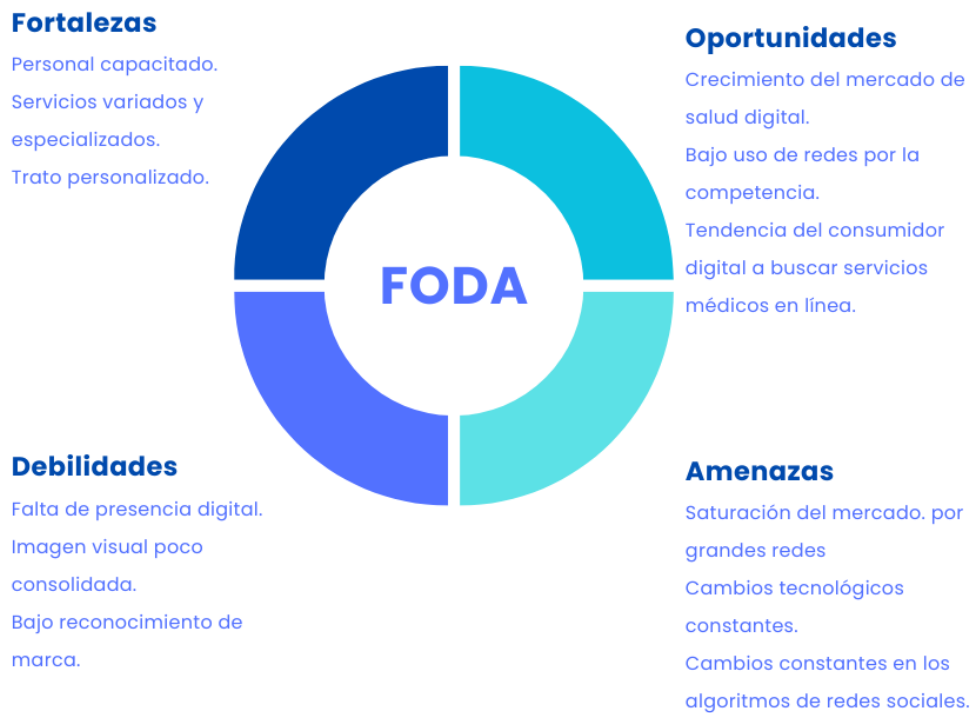 Fortalezas
Personal capacitado.
Servicios variados y
especializados.
Trato personalizado.
Oportunidades
Crecimiento del mercado de
salud digital.
Bajo uso de redes por la
competencia.
Tendencia del consumidor
digital a buscar servicios
médicos en línea.
FODA
Debilidades
Falta de presencia digital.
Imagen visual poco
consolidada.
Bajo reconocimiento de
marca.
Amenazas
Saturación del mercado. por
grandes redes
Cambios tecnológicos
constantes.
Cambios constantes en los
algoritmos de redes sociales.